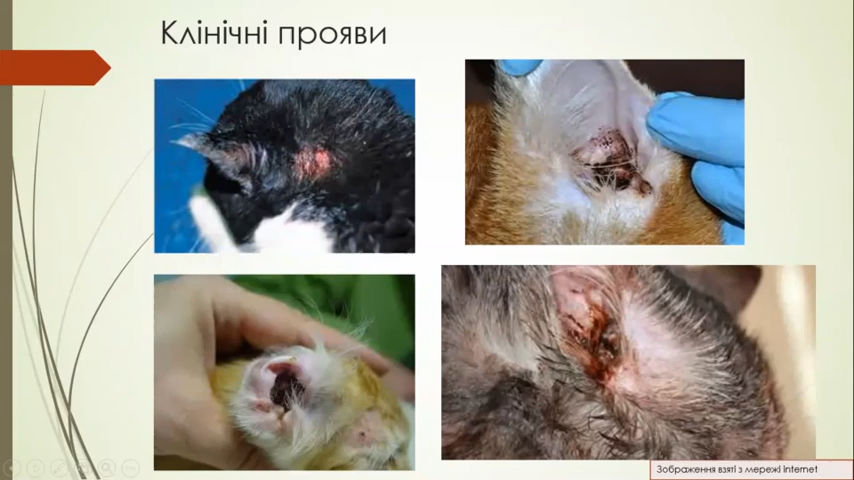 Клінічні прояви
Зображення взяті з мережі internet